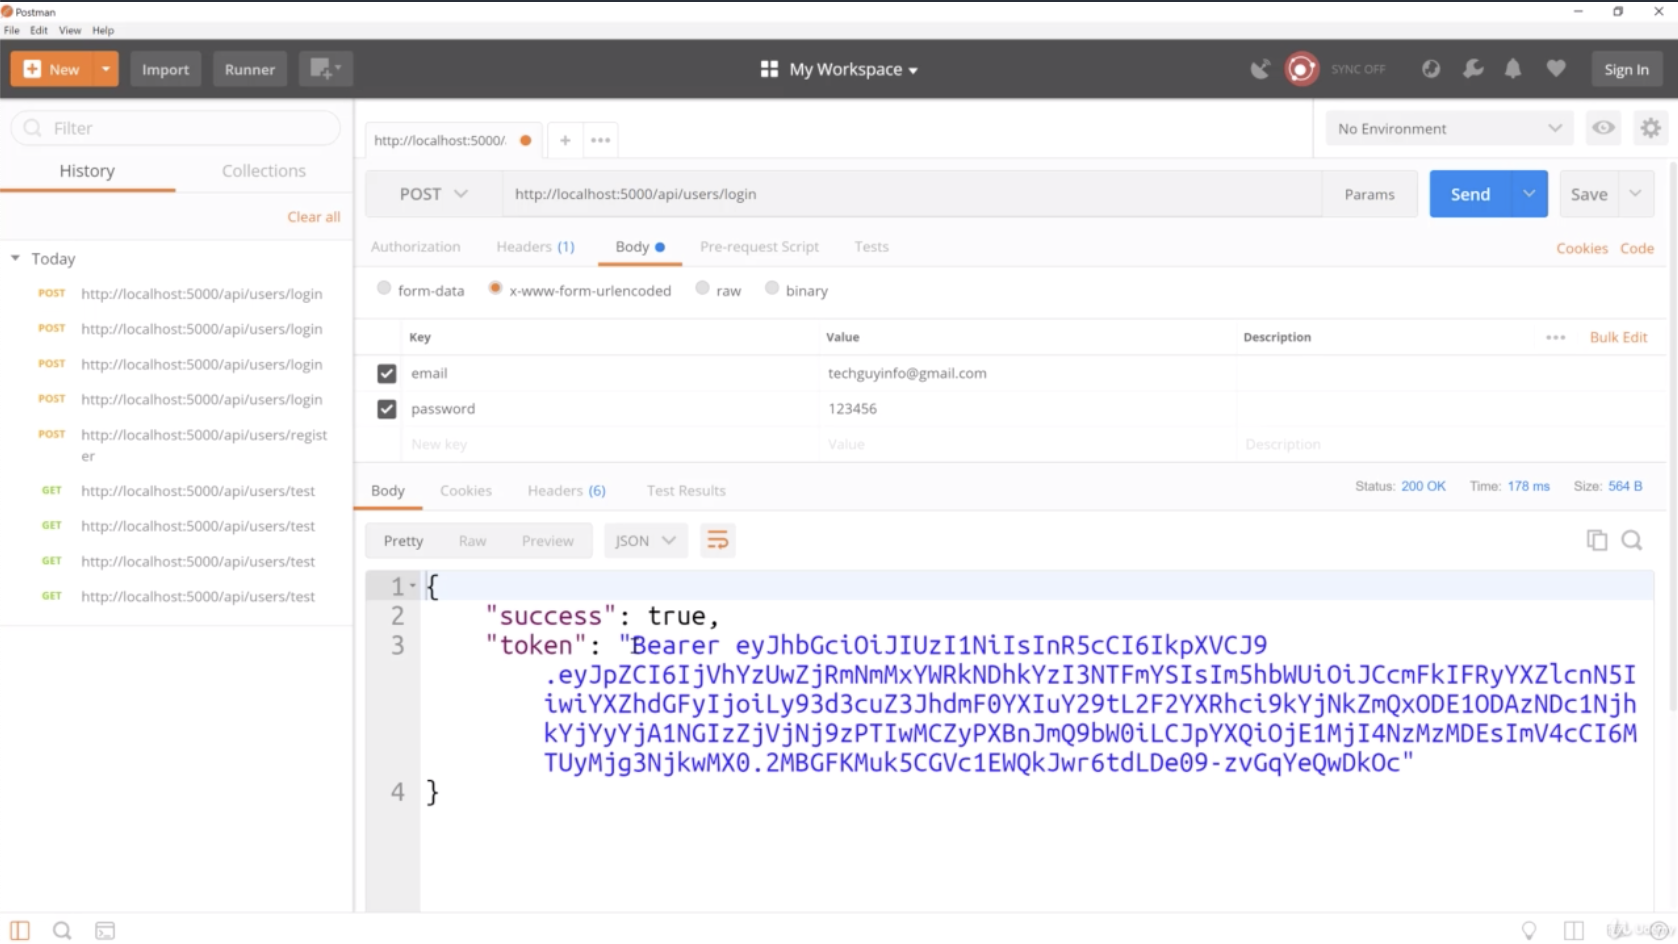 Postman
File Edit View Help
New Import Runner My Workspace SYNC OFF Sign In
Filter
History Collections
Clear all
Today
POST http://localhost:5000/api/users/login
POST http://localhost:5000/api/users/login
POST http://localhost:5000/api/users/login
POST http://localhost:5000/api/users/login
POST http://localhost:5000/api/users/regist
er
GET http://localhost:5000/api/users/test
GET http://localhost:5000/api/users/test
GET http://localhost:5000/api/users/test
GET http://localhost:5000/api/users/test
http://localhost:5000/ + ••• No Environment
POST http://localhost:5000/api/users/login Params Send Save
Authorization Headers (1) Body Pre-request Script Tests Cookies Code
form-data x-www-form-urlencoded raw binary
Key Value Description ••• Bulk Edit
email techguyinfo@gmail.com
password 123456
New key Value Description
Body Cookies Headers (6) Test Results Status: 200 OK Time: 178 ms Size: 564 B
Pretty Raw Preview JSON
1 {
2 "success": true,
3 "token": "Bearer eyJhbGciOiJIUzI1NiIsInR5cCI6IkpXVCJ9
.eyJpZCI6IjVhYzUwZjRmNmMxYWRkNDhkYzI3NTFmYSIsIm5hbWUiOiJCcmFkIFRyYXZlcnN5I
iwiYXZhdGFyIjoiLy93d3cuZ3JhdmF0YXIuY29tL2F2YXRhci9kYjNkZmQxODE1ODAzNDc1Njh
kYjYyYjA1NGIzZjVjNj9zPTIwMCZyPXBnJmQ9bW0iLCJpYXQiOjE1MjI4NzMzMDEsImV4cCI6M
TUyMjg3NjkwMX0.2MBGFKMuk5CGVc1EWQkJwr6tdLDe09-zvGqYeQwDkOc"
4 }